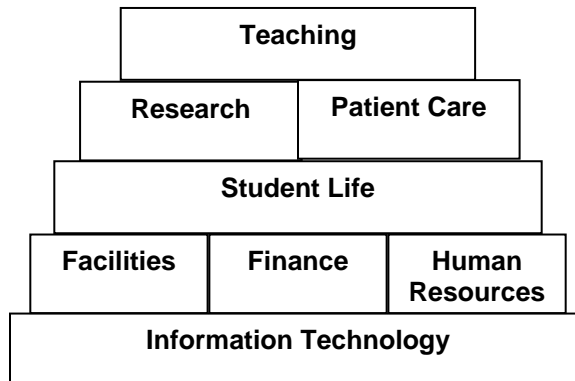 Teaching
Research
Patient Care
Student Life
Facilities
Finance
Human
Resources
Information Technology